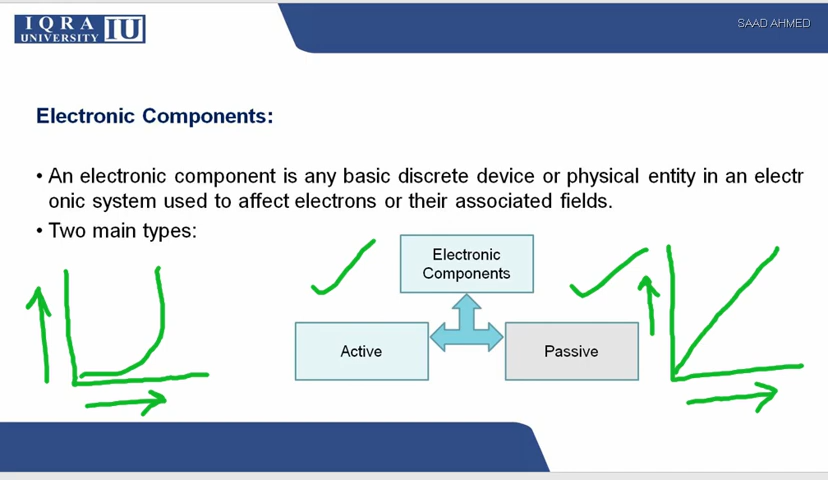 IQRA
UNIVERSITY IU
SAAD AHMED
Electronic Components:
• An electronic component is any basic discrete device or physical entity in an electr
onic system used to affect electrons or their associated fields.
• Two main types:
Electronic
Components
Active
Passive